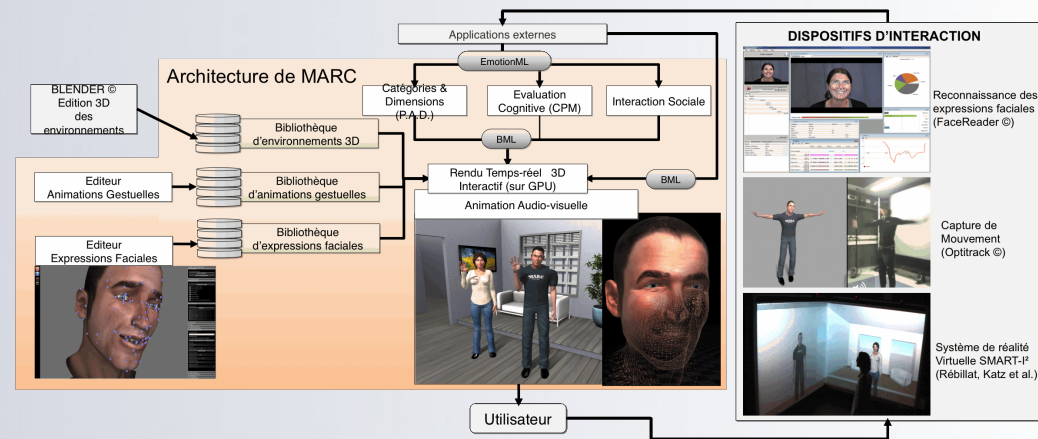 Applications externes
EmotionML
Architecture de MARC
BLENDER ©
Edition 3D
des
environnements
Catégories &
Dimensions
(P.A.D.)
Evaluation
Cognitive (CPM)
Interaction Sociale
Bibliothèque
d'environnements 3D
BML
Editeur
Animations Gestuelles
Bibliothèque
d'animations gestuelles
Rendu Temps-réel 3D
Interactif (sur GPU)
BML
Animation Audio-visuelle
Editeur
Expressions Faciales
Bibliothèque
d'expressions faciales
MARC
Utilisateur
DISPOSITIFS D'INTERACTION
Reconnaissance des
expressions faciales
(FaceReader ©)
Capture de
Mouvement
(Optitrack ©)
Système de réalité
Virtuelle SMART-I²
(Rébillat, Katz et al.)